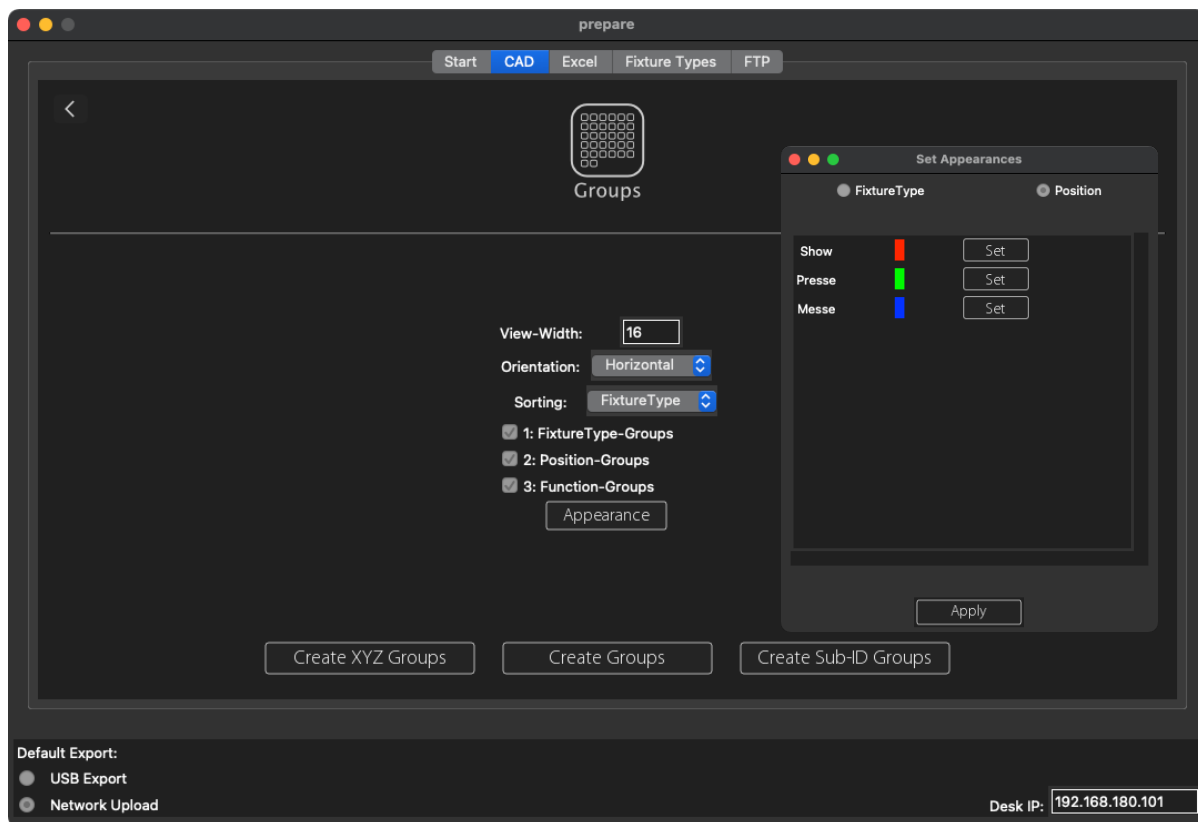 prepare
Start CAD Excel Fixture Types FTP
Groups
Set Appearances
FixtureType Position
Show Set
Presse Set
Messe Set
View-Width: 16
Orientation: Horizontal
Sorting: FixtureType
1: FixtureType-Groups
2: Position-Groups
3: Function-Groups
Appearance
Apply
Create XYZ Groups Create Groups Create Sub-ID Groups
Default Export:
USB Export
Network Upload
Desk IP: 192.168.180.101